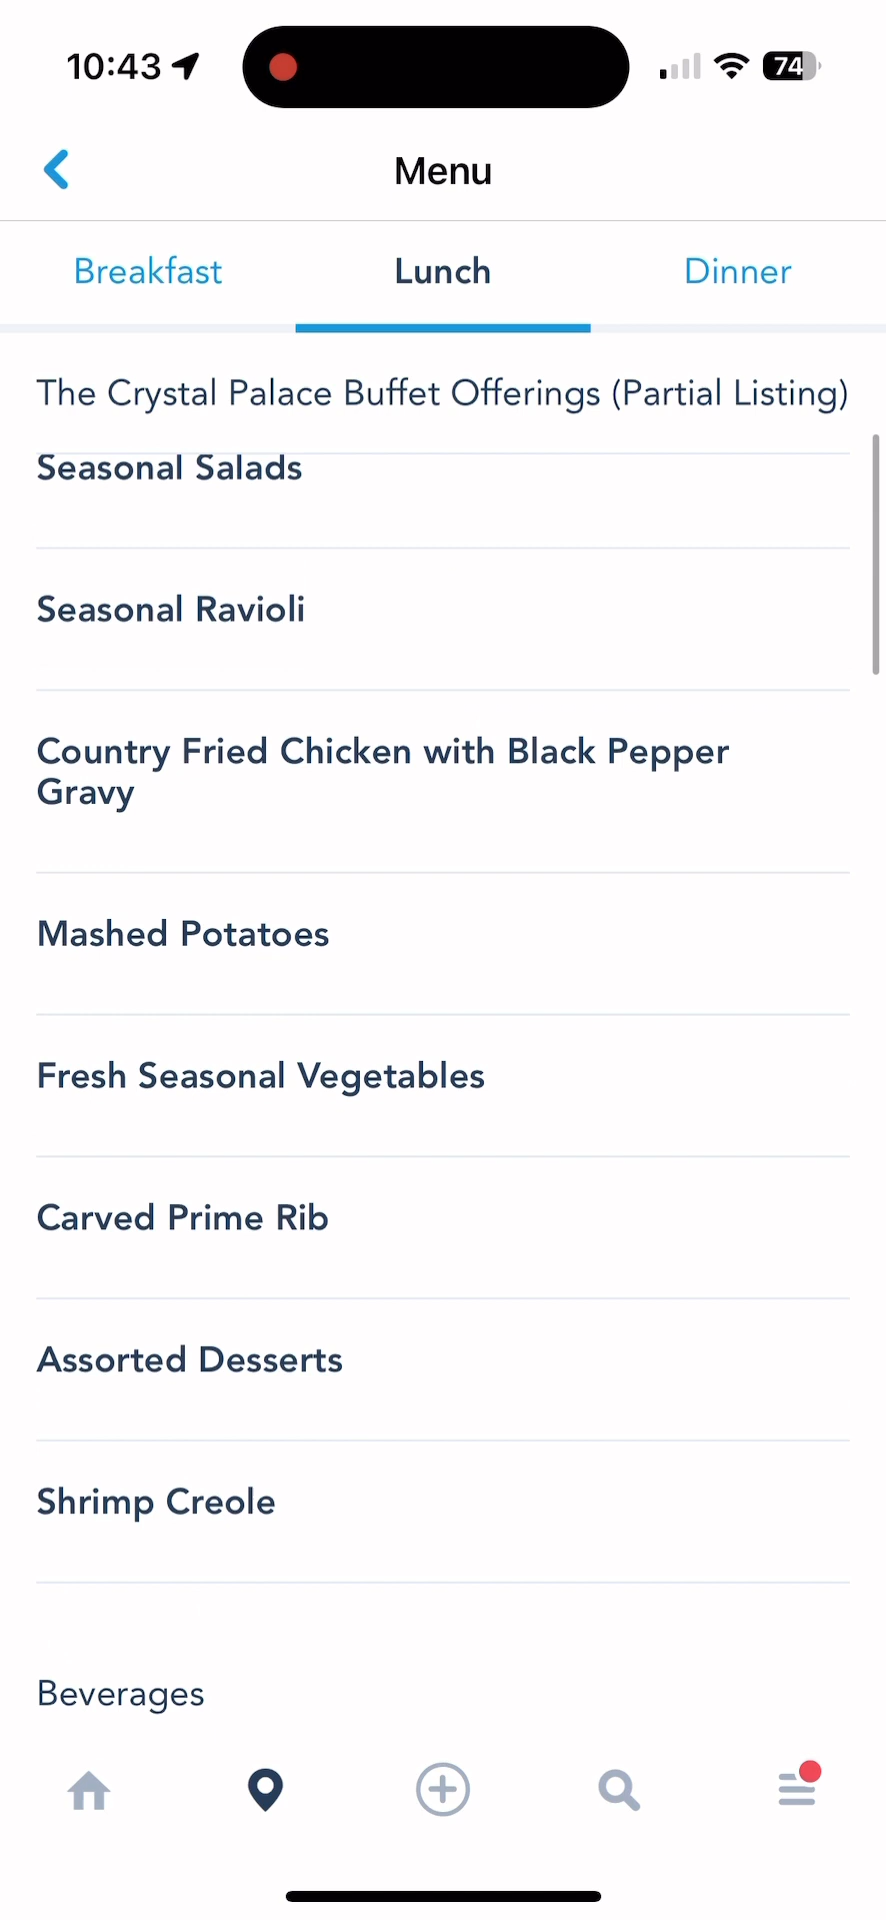 10:43
74
Menu
Breakfast
Lunch
Dinner
The Crystal Palace Buffet Offerings (Partial Listing)
Seasonal Salads
Seasonal Ravioli
Country Fried Chicken with Black Pepper
Gravy
Mashed Potatoes
Fresh Seasonal Vegetables
Carved Prime Rib
Assorted Desserts
Shrimp Creole
Beverages